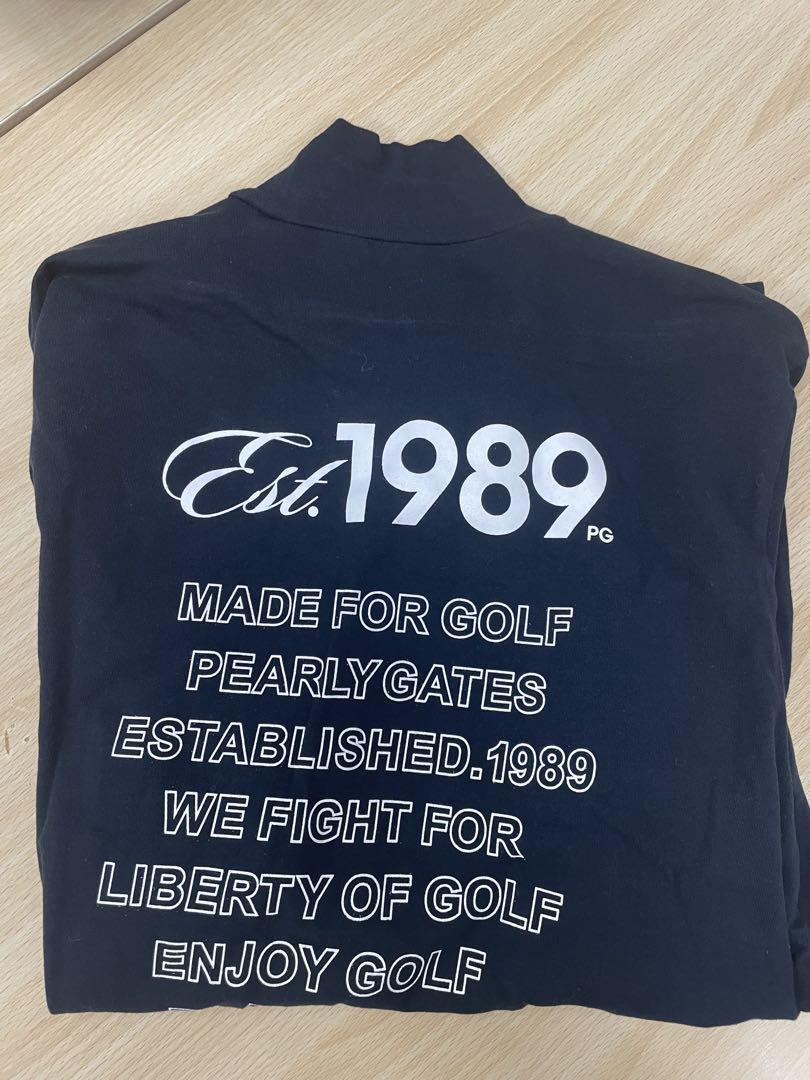 Est. 1989 PG
MADE FOR GOLF
PEARLY GATES
ESTABLISHED.1989
WE FIGHT FOR
LIBERTY OF GOLF
ENJOY GOLF